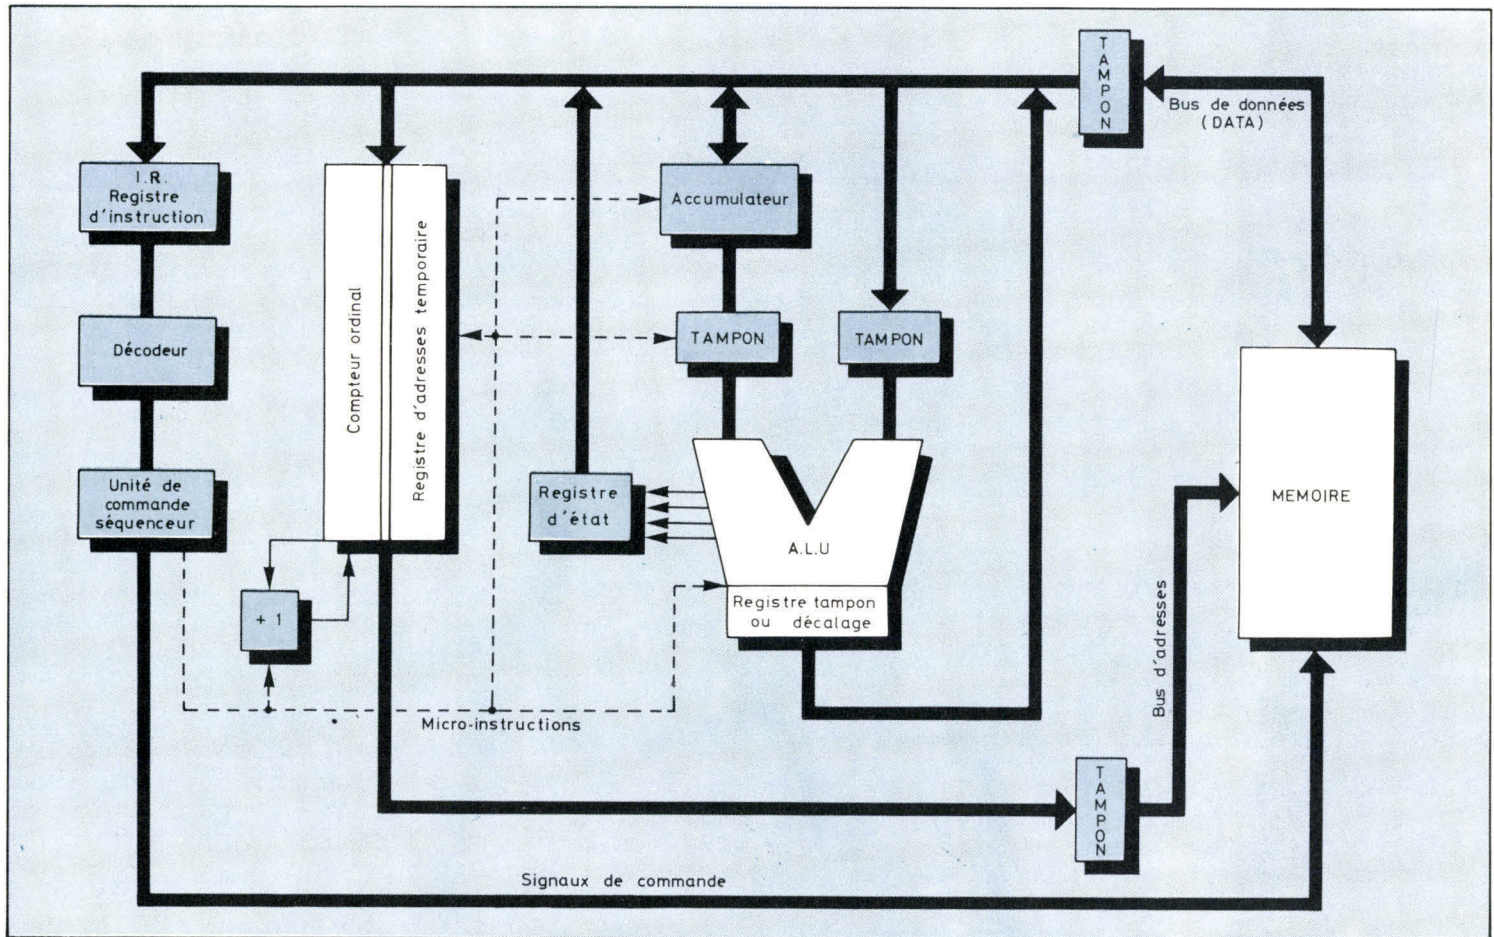 TAMPON
Bus de données
(DATA)
I.R.
Registre
d'instruction
Accumulateur
Compteur ordinal
Registre d'adresses temporaire
Décodeur
TAMPON
TAMPON
Unité de
commande
séquenceur
Registre
d'état
A.L.U
MEMOIRE
+ 1
Registre tampon
ou décalage
Bus d'adresses
Micro-instructions
TAMPON
Signaux de commande